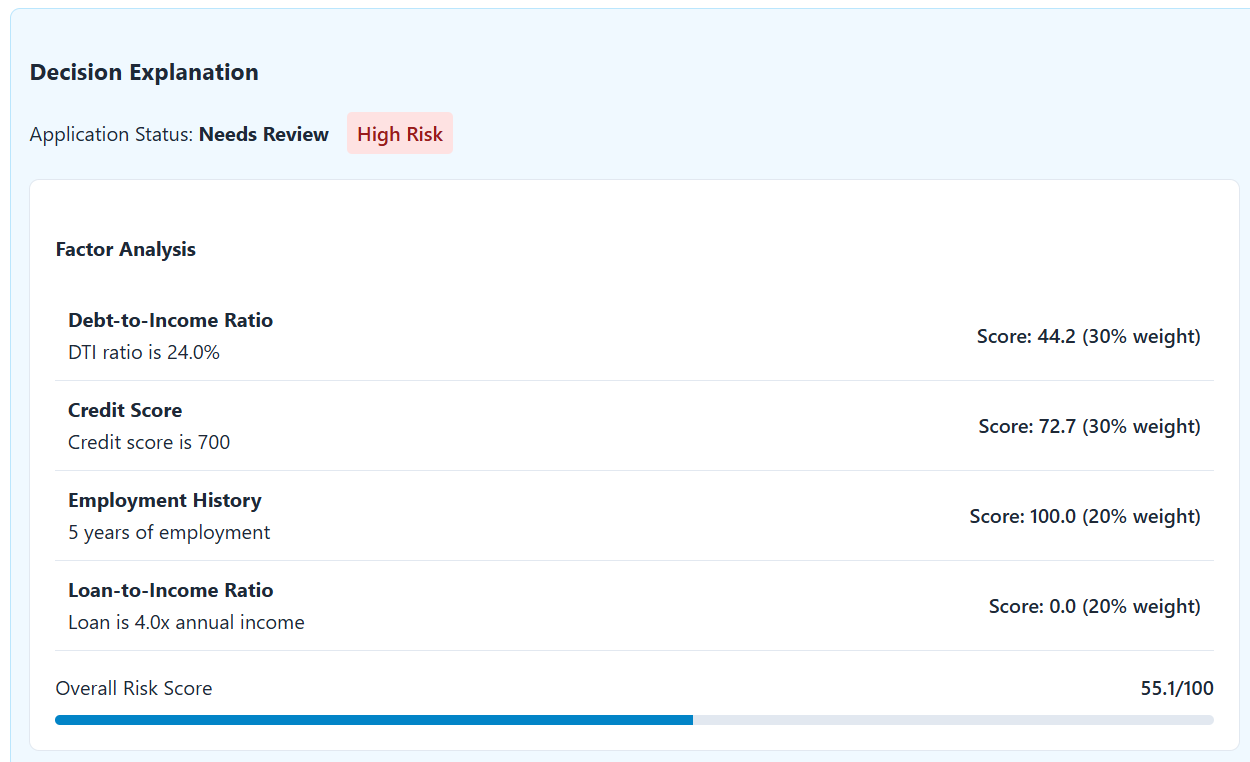 Decision Explanation
Application Status: Needs Review High Risk
Factor Analysis
Debt-to-Income Ratio
DTI ratio is 24.0%
Score: 44.2 (30% weight)
Credit Score
Credit score is 700
Score: 72.7 (30% weight)
Employment History
5 years of employment
Score: 100.0 (20% weight)
Loan-to-Income Ratio
Loan is 4.0x annual income
Score: 0.0 (20% weight)
Overall Risk Score 55.1/100